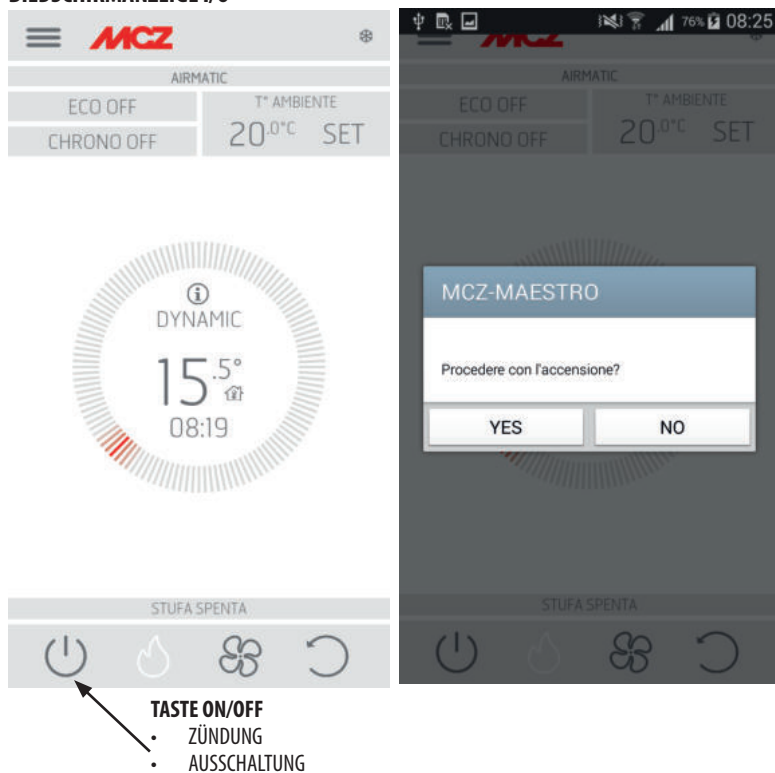 MCZ
AIRMATIC
ECO OFF
CHRONO OFF
T° AMBIENTE
20.0°C SET
DYNAMIC
15.5°
08:19
STUFA SPENTA
TASTE ON/OFF
• ZÜNDUNG
• AUSSCHALTUNG
76% 08:25
MCZ
AIRMATIC
ECO OFF
CHRONO OFF
T° AMBIENTE
20.0°C SET
MCZ-MAESTRO
Procedere con l'accensione?
YES NO
STUFA SPENTA